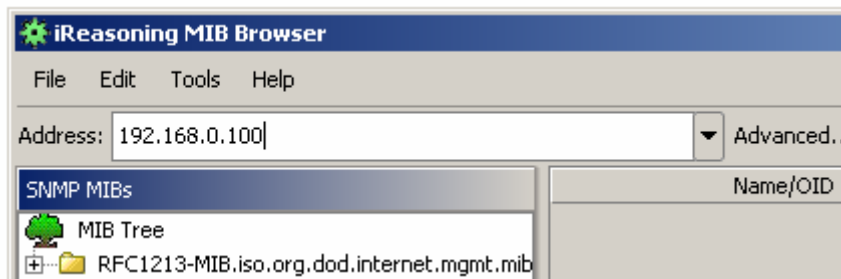 iReasoning MIB Browser
File Edit Tools Help
Address: 192.168.0.100 Advanced..
SNMP MIBs Name/OID
MIB Tree
RFC1213-MIB.iso.org.dod.internet.mgmt.mib